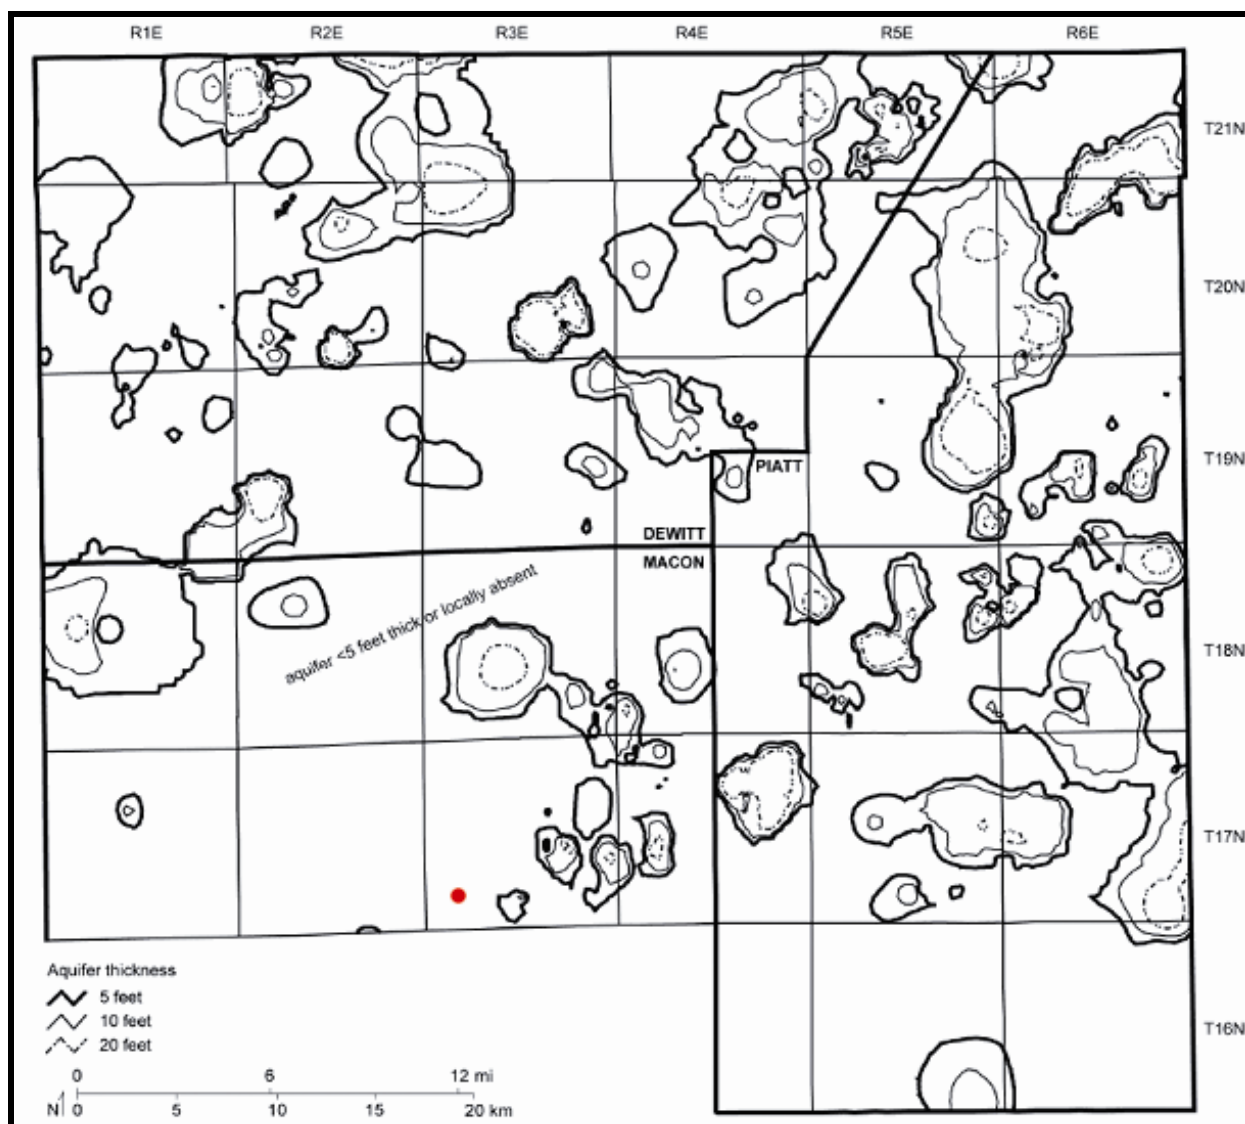 R1E R2E R3E R4E R5E R6E
T21N
T20N
T19N
PIATT
DEWITT
MACON
aquifer <5 feet thick or locally absent
T18N
T17N
T16N
Aquifer thickness
5 feet
10 feet
20 feet
0 6 12 mi
N 0 5 10 15 20 km